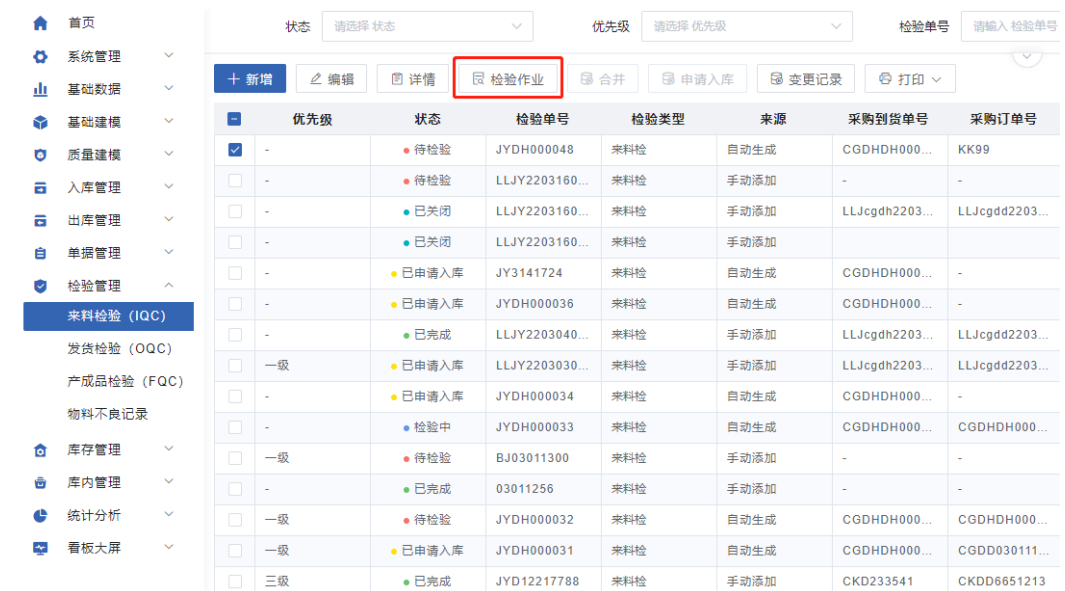 首页
系统管理
基础数据
基础建模
质量建模
入库管理
出库管理
单据管理
检验管理
来料检验（IQC）
发货检验（OQC）
产成品检验（FQC）
物料不良记录
库存管理
库内管理
统计分析
看板大屏
状态 请选择 状态 优先级 请选择 优先级 检验单号 请输入 检验单号
新增 编辑 详情 检验作业 合并 申请入库 变更记录 打印
优先级 状态 检验单号 检验类型 来源 采购到货单号 采购订单号
- 待检验 JYDH000048 来料检 自动生成 CGDHDH000... KK99
- 待检验 LLJY2203160... 来料检 手动添加 - -
- 已关闭 LLJY2203160... 来料检 手动添加 LLJcgdh2203... LLJcgdd2203...
- 已关闭 LLJY2203160... 来料检 手动添加
- 已申请入库 JY3141724 来料检 自动生成 CGDHDH000... -
- 已申请入库 JYDH000036 来料检 自动生成 CGDHDH000... -
- 已完成 LLJY2203040... 来料检 手动添加 LLJcgdh2203... LLJcgdd2203...
一级 已申请入库 LLJY2203030... 来料检 手动添加 LLJcgdh2203... LLJcgdd2203...
- 已申请入库 JYDH000034 来料检 自动生成 CGDHDH000... -
- 检验中 JYDH000033 来料检 自动生成 CGDHDH000... CGDHDH000...
一级 待检验 BJ03011300 来料检 手动添加 - -
- 已完成 03011256 来料检 手动添加 - -
一级 待检验 JYDH000032 来料检 自动生成 CGDHDH000... CGDHDH000...
一级 已申请入库 JYDH000031 来料检 自动生成 CGDHDH000... CGDD030111...
三级 已完成 JYD12217788 来料检 手动添加 CKD233541 CKDD6651213